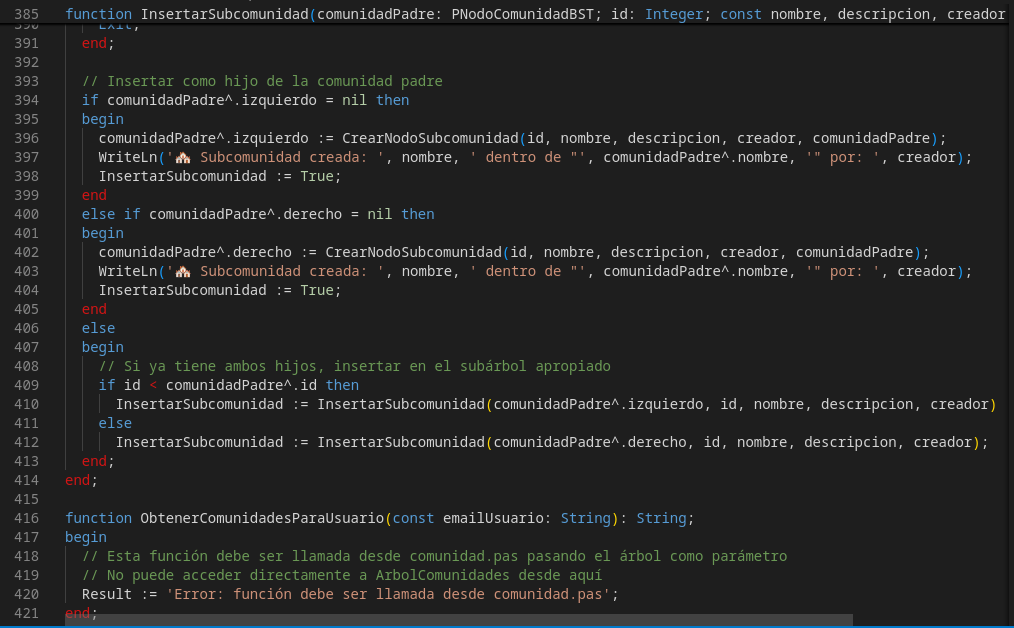 385 function InsertarSubcomunidad(comunidadPadre: PNodoComunidadBST; id: Integer; const nombre, descripcion, creador
390 Exit;
391 end;
392
393 // Insertar como hijo de la comunidad padre
394 if comunidadPadre^.izquierdo = nil then
395 begin
396 comunidadPadre^.izquierdo := CrearNodoSubcomunidad(id, nombre, descripcion, creador, comunidadPadre);
397 WriteLn('🏘️ Subcomunidad creada: ', nombre, ' dentro de "', comunidadPadre^.nombre, '" por: ', creador);
398 InsertarSubcomunidad := True;
399 end
400 else if comunidadPadre^.derecho = nil then
401 begin
402 comunidadPadre^.derecho := CrearNodoSubcomunidad(id, nombre, descripcion, creador, comunidadPadre);
403 WriteLn('🏘️ Subcomunidad creada: ', nombre, ' dentro de "', comunidadPadre^.nombre, '" por: ', creador);
404 InsertarSubcomunidad := True;
405 end
406 else
407 begin
408 // Si ya tiene ambos hijos, insertar en el subárbol apropiado
409 if id < comunidadPadre^.id then
410 InsertarSubcomunidad := InsertarSubcomunidad(comunidadPadre^.izquierdo, id, nombre, descripcion, creador)
411 else
412 InsertarSubcomunidad := InsertarSubcomunidad(comunidadPadre^.derecho, id, nombre, descripcion, creador);
413 end;
414 end;
415
416 function ObtenerComunidadesParaUsuario(const emailUsuario: String): String;
417 begin
418 // Esta función debe ser llamada desde comunidad.pas pasando el árbol como parámetro
419 // No puede acceder directamente a ArbolComunidades desde aquí
420 Result := 'Error: función debe ser llamada desde comunidad.pas';
421 end;